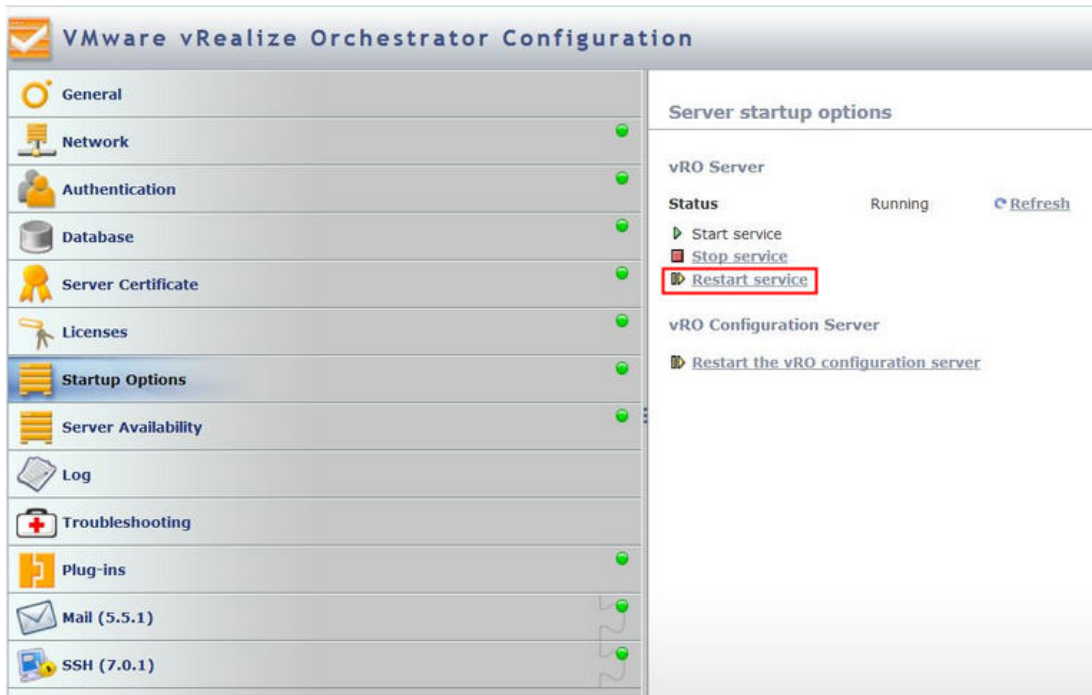 VMware vRealize Orchestrator Configuration
General
Network
Authentication
Database
Server Certificate
Licenses
Startup Options
Server Availability
Log
Troubleshooting
Plug-ins
Mail (5.5.1)
SSH (7.0.1)
Server startup options
vRO Server
Status Running Refresh
Start service
Stop service
Restart service
vRO Configuration Server
Restart the vRO configuration server